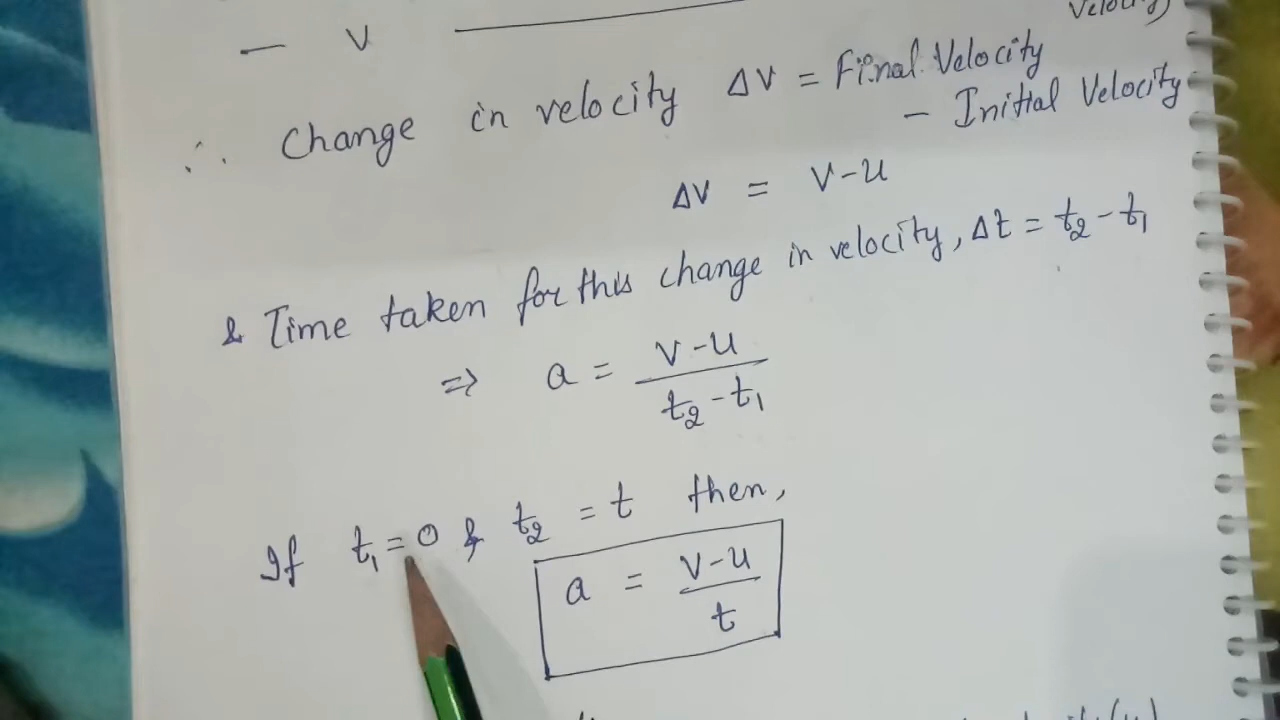 — v
Velocity
∴ Change in velocity Δv = Final Velocity
− Initial Velocity
Δv = v-u
& Time taken for this change in velocity, Δt = t₂ - t₁
=> a = (v-u)/(t₂ - t₁)
If t₁=0 & t₂ = t then,
a = (v-u)/t